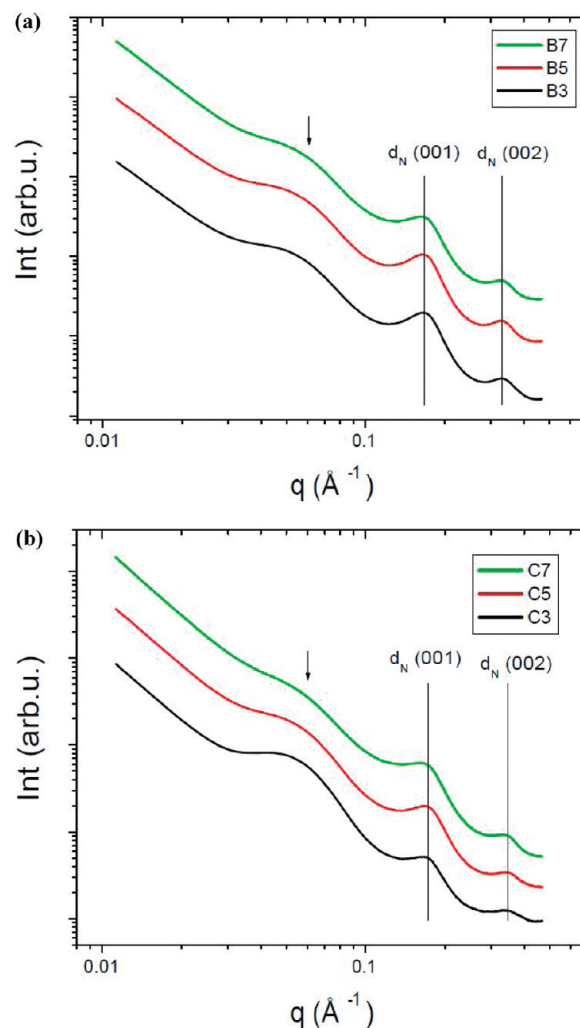 (a)
B7
B5
B3
d_N (001) d_N (002)
Int (arb.u.)
0.01 0.1
q (Å⁻¹)
(b)
C7
C5
C3
d_N (001) d_N (002)
Int (arb.u.)
0.01 0.1
q (Å⁻¹)